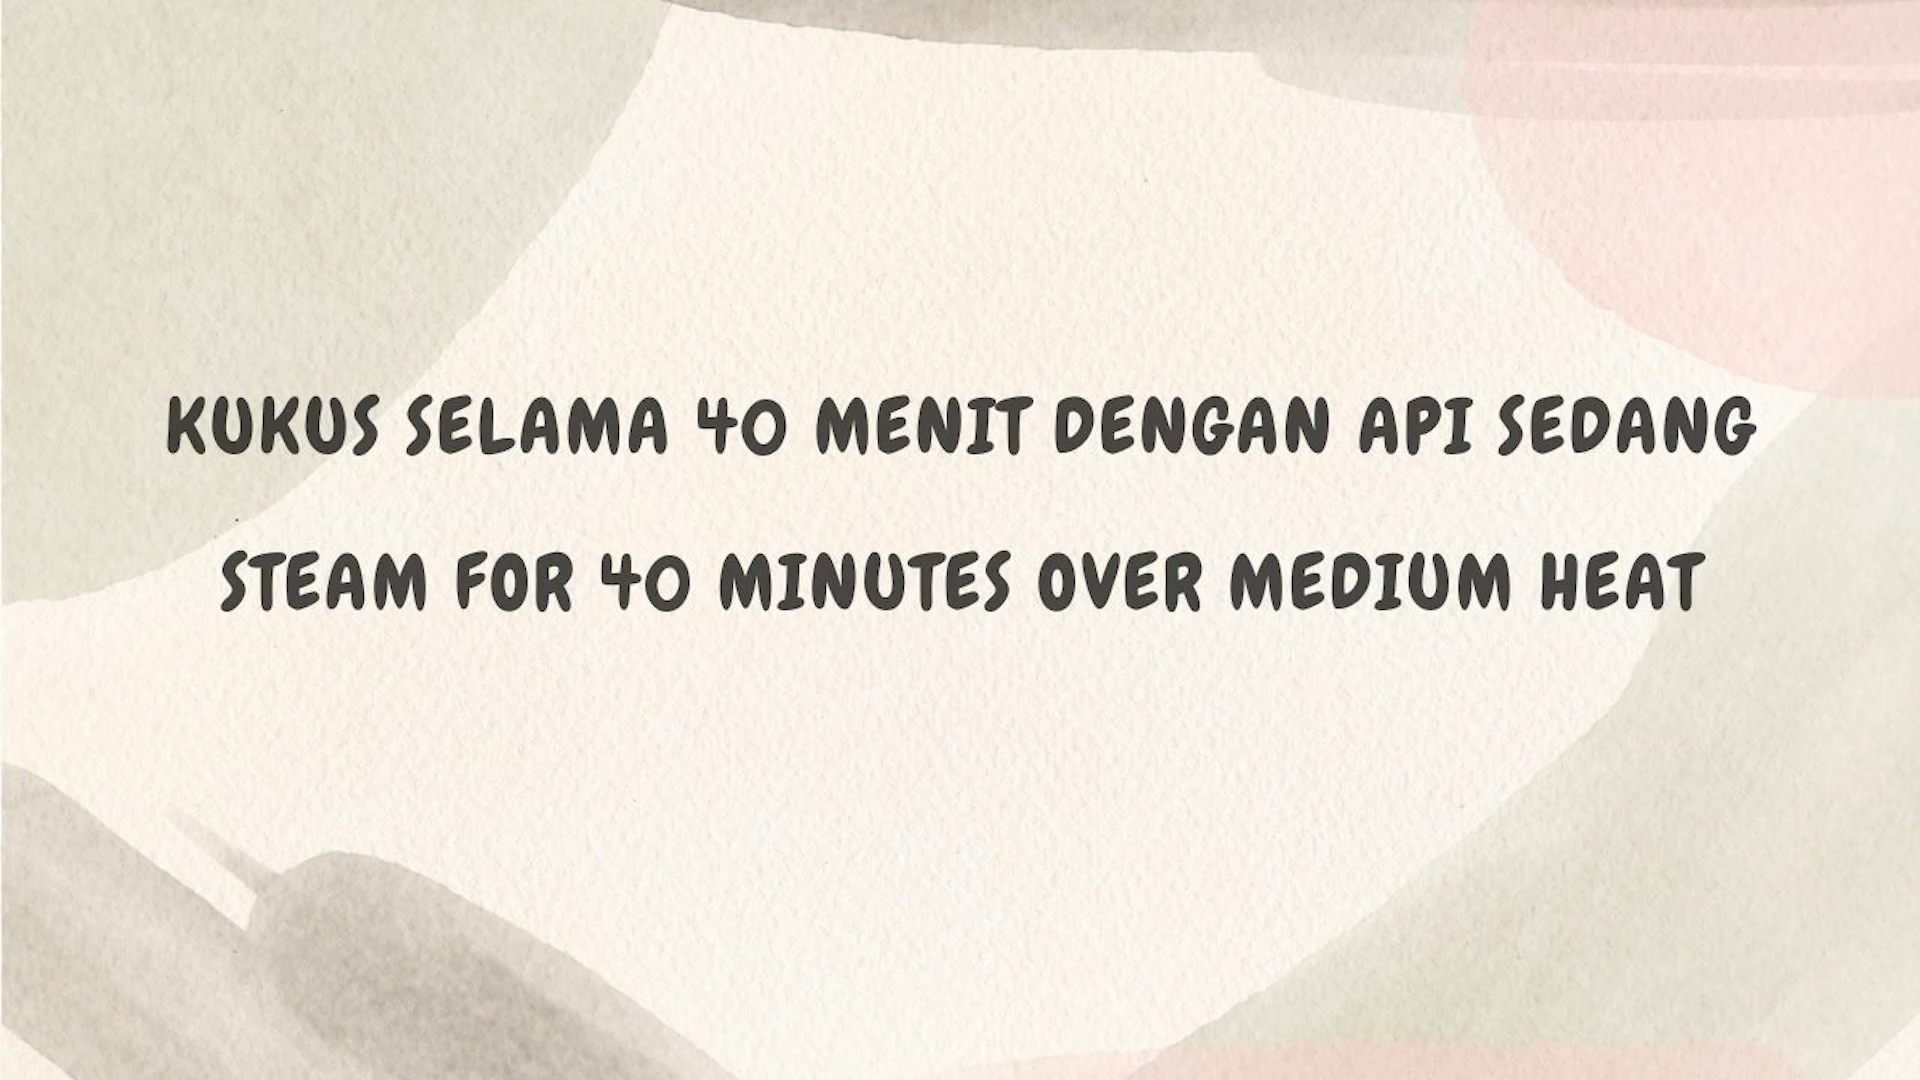 KUKUS SELAMA 40 MENIT DENGAN API SEDANG
STEAM FOR 40 MINUTES OVER MEDIUM HEAT